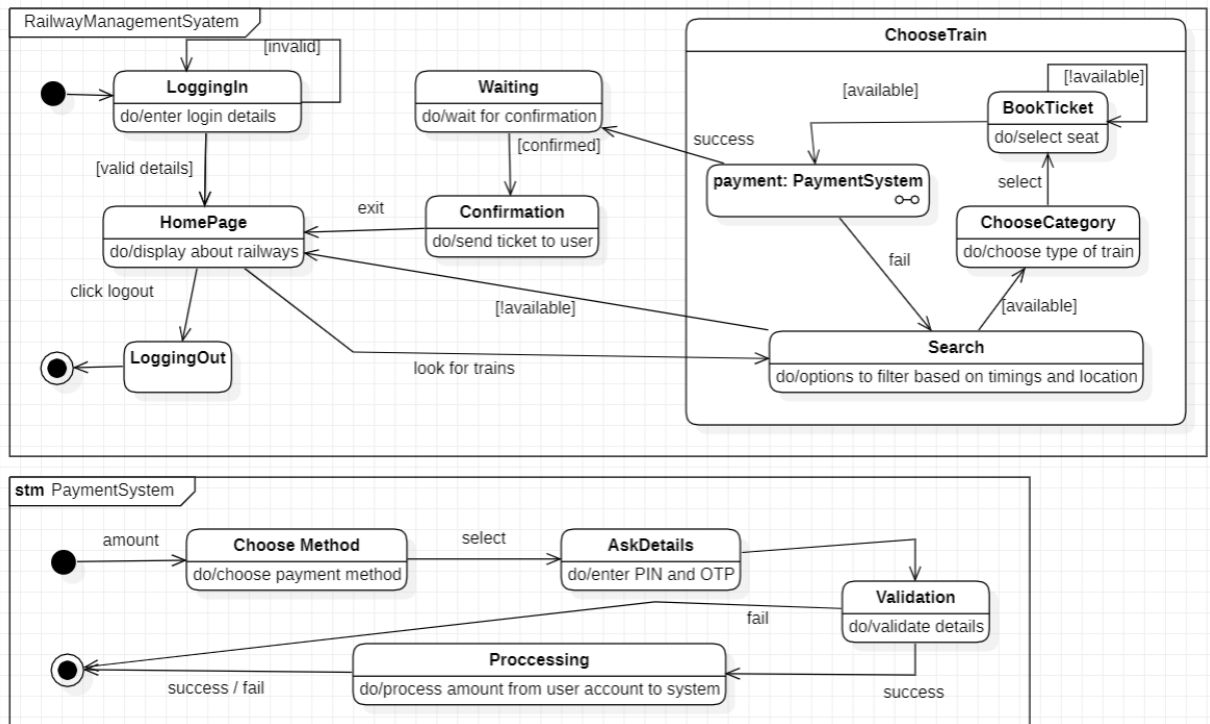 RailwayManagementSyatem
ChooseTrain
[invalid]
LoggingIn
do/enter login details
Waiting
do/wait for confirmation
[available]
[!available]
BookTicket
do/select seat
[valid details]
[confirmed]
success
payment: PaymentSystem
select
HomePage
do/display about railways
exit
Confirmation
do/send ticket to user
ChooseCategory
do/choose type of train
fail
click logout
[!available]
[available]
LoggingOut
look for trains
Search
do/options to filter based on timings and location
stm PaymentSystem
amount
Choose Method
do/choose payment method
select
AskDetails
do/enter PIN and OTP
Validation
do/validate details
fail
Proccessing
do/process amount from user account to system
success / fail
success